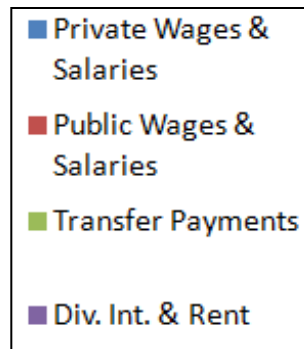 Private Wages &
Salaries
Public Wages &
Salaries
Transfer Payments
Div. Int. & Rent